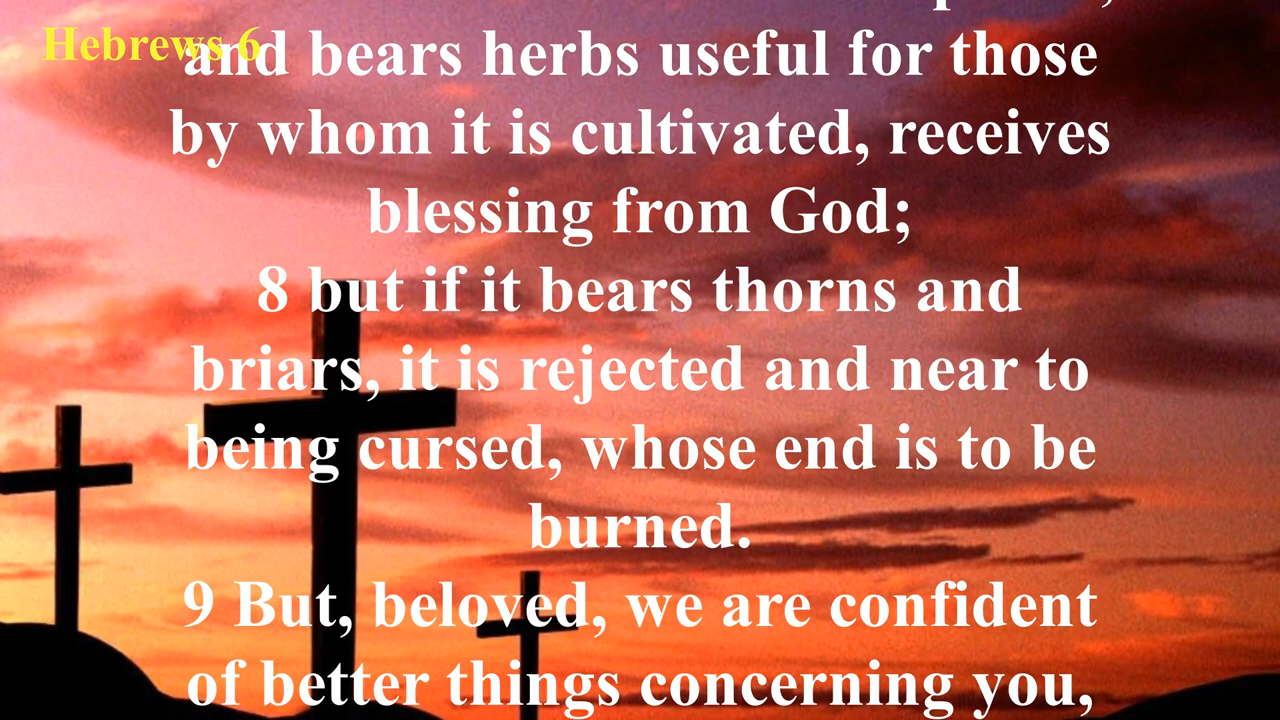 Hebrews 6
and bears herbs useful for those
by whom it is cultivated, receives
blessing from God;
8 but if it bears thorns and
briars, it is rejected and near to
being cursed, whose end is to be
burned.
9 But, beloved, we are confident
of better things concerning you,